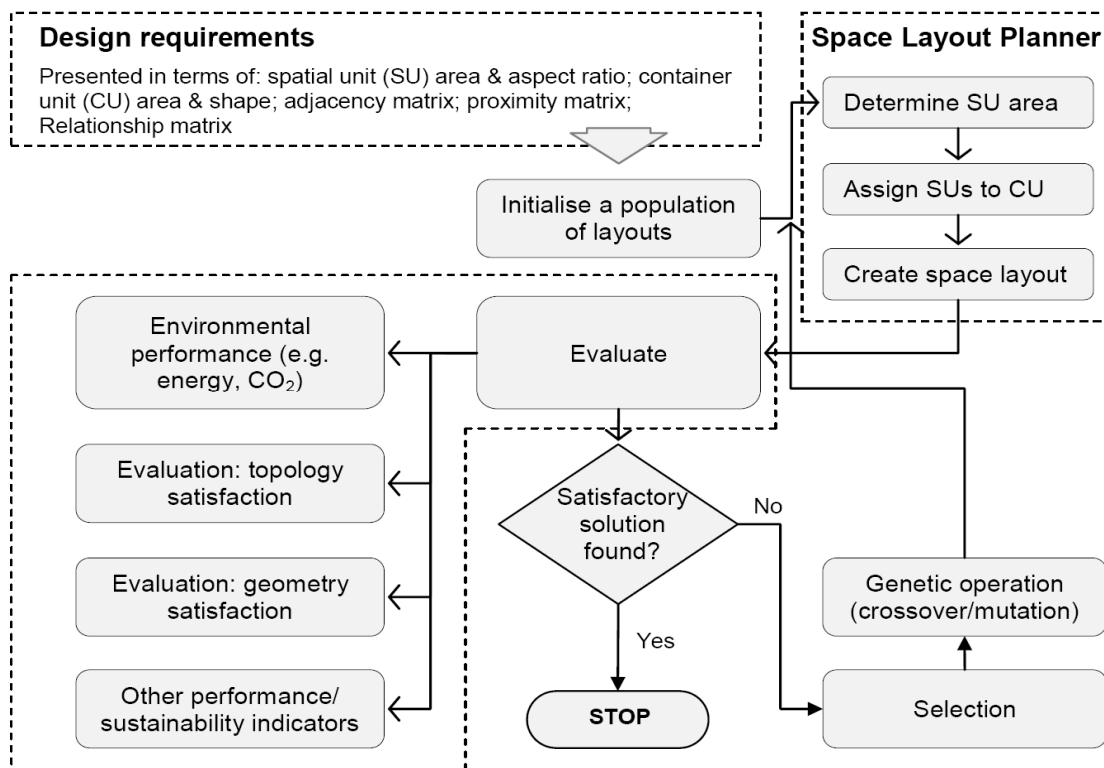 Design requirements
Presented in terms of: spatial unit (SU) area & aspect ratio; container
unit (CU) area & shape; adjacency matrix; proximity matrix;
Relationship matrix
Space Layout Planner
Determine SU area
Assign SUs to CU
Create space layout
Initialise a population
of layouts
Evaluate
Environmental
performance (e.g.
energy, CO₂)
Evaluation: topology
satisfaction
Evaluation: geometry
satisfaction
Other performance/
sustainability indicators
Satisfactory
solution
found?
No
Yes
STOP
Genetic operation
(crossover/mutation)
Selection